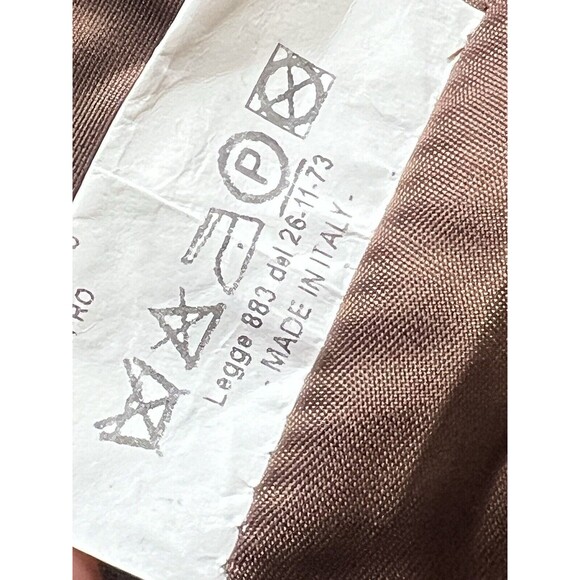 P
Legge 883 del 26-11-73
- MADE IN ITALY -